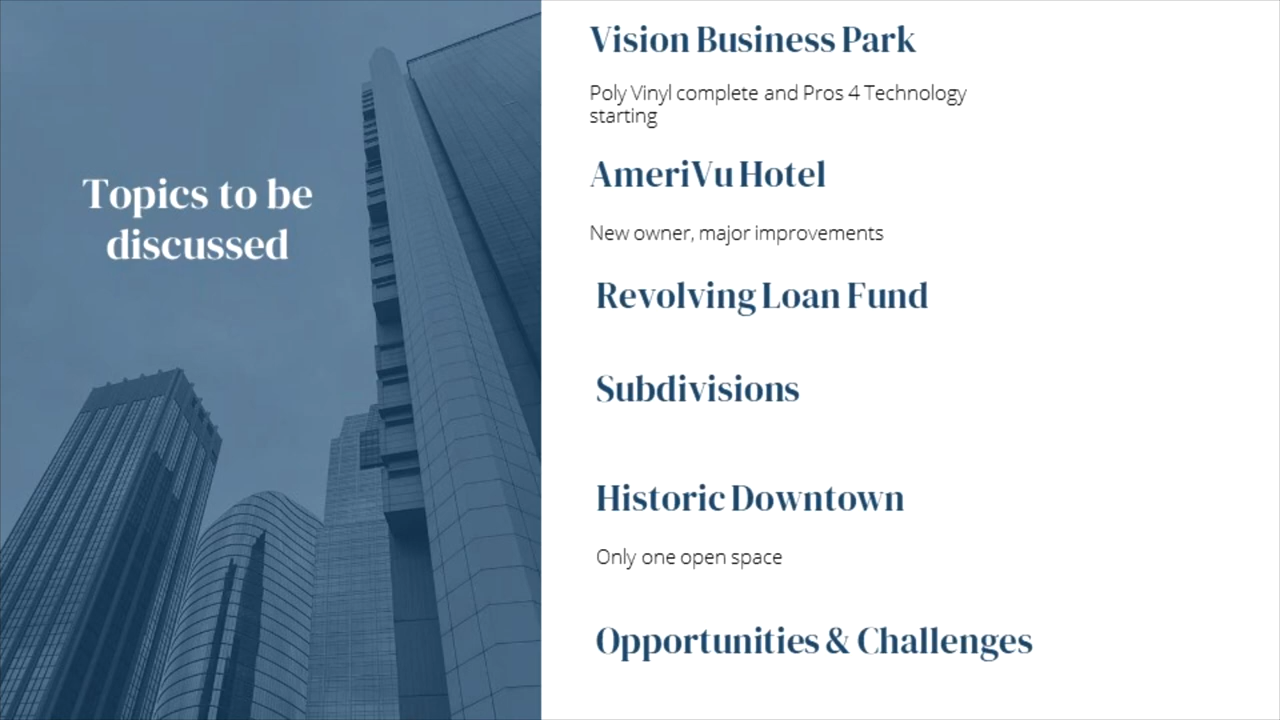 Topics to be
discussed
Vision Business Park
Poly Vinyl complete and Pros 4 Technology
starting
AmeriVu Hotel
New owner, major improvements
Revolving Loan Fund
Subdivisions
Historic Downtown
Only one open space
Opportunities & Challenges